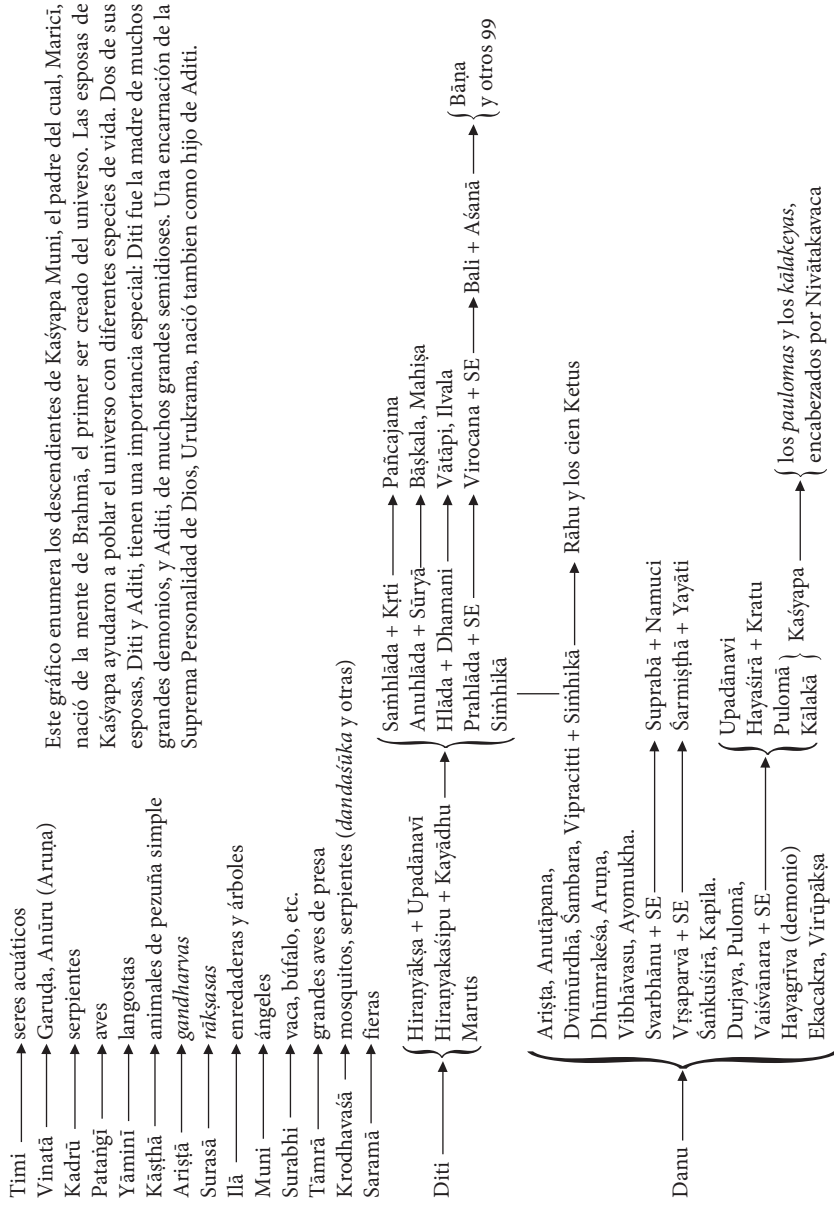 Este gráfico enumera los descendientes de Kaśyapa Muni, el padre del cual, Maricī,
nació de la mente de Brahmā, el primer ser creado del universo. Las esposas de
Kaśyapa ayudaron a poblar el universo con diferentes especies de vida. Dos de sus
esposas, Diti y Aditi, tienen una importancia especial: Diti fue la madre de muchos
grandes demonios, y Aditi, de muchos grandes semidioses. Una encarnación de la
Suprema Personalidad de Dios, Urukrama, nació tambien como hijo de Aditi.
Timi → seres acuáticos
Vinatā → Garuḍa, Anūru (Aruṇa)
Kadrū → serpientes
Pataṅgī → aves
Yāminī → langostas
Kāṣṭhā → animales de pezuña simple
Ariṣṭā → gandharvas
Surasā → rākṣasas
Ilā → enredaderas y árboles
Muni → ángeles
Surabhi → vaca, búfalo, etc.
Tāmrā → grandes aves de presa
Krodhavaśā → mosquitos, serpientes (dandaśūka y otras)
Saramā → fieras
Diti →
Hiraṇyākṣa + Upadānavī
Hiraṇyakaśipu + Kayādhu →
Maruts
Saṁhlāda + Kṛti → Pañcajana
Anuhlāda + Sūryā → Bāṣkala, Mahiṣa
Hlāda + Dhamani → Vātāpi, Ilvala
Prahlāda + SE → Virocana + SE → Bali + Aśanā → Bāṇa
y otros 99
Siṁhikā
Danu →
Ariṣṭa, Anutāpana,
Dvimūrdhā, Śambara, Vipracitti + Siṁhikā → Rāhu y los cien Ketus
Dhūmrakeśa, Aruṇa,
Vibhāvasu, Ayomukha.
Svarbhānu + SE → Suprabā + Namuci
Vṛṣaparvā + SE → Śarmiṣṭhā + Yayāti
Śaṅkuśirā, Kapila.
Durjaya, Pulomā,
Vaiśvānara + SE →
Hayagrīva (demonio)
Ekacakra, Virūpākṣa
Upadānavi
Hayaśirā + Kratu
Pulomā
Kālakā
Kaśyapa →
los paulomas y los kālakeyas,
encabezados por Nivātakavaca